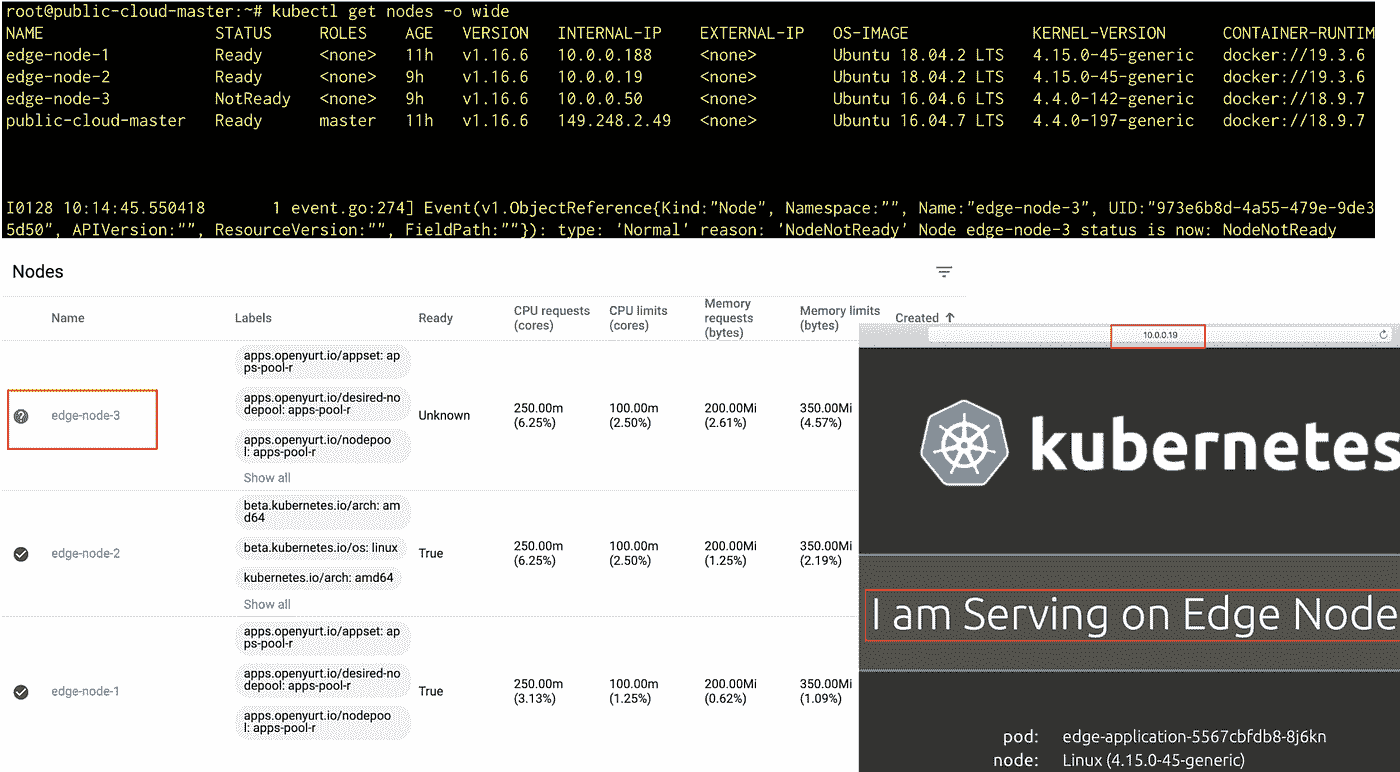 root@public-cloud-master:~# kubectl get nodes -o wide
NAME STATUS ROLES AGE VERSION INTERNAL-IP EXTERNAL-IP OS-IMAGE KERNEL-VERSION CONTAINER-RUNTIM
edge-node-1 Ready <none> 11h v1.16.6 10.0.0.188 <none> Ubuntu 18.04.2 LTS 4.15.0-45-generic docker://19.3.6
edge-node-2 Ready <none> 9h v1.16.6 10.0.0.19 <none> Ubuntu 18.04.2 LTS 4.15.0-45-generic docker://19.3.6
edge-node-3 NotReady <none> 9h v1.16.6 10.0.0.50 <none> Ubuntu 16.04.6 LTS 4.4.0-142-generic docker://18.9.7
public-cloud-master Ready master 11h v1.16.6 149.248.2.49 <none> Ubuntu 16.04.7 LTS 4.4.0-197-generic docker://18.9.7
I0128 10:14:45.550418 1 event.go:274] Event(v1.ObjectReference{Kind:"Node", Namespace:"", Name:"edge-node-3", UID:"973e6b8d-4a55-479e-9de3
5d50", APIVersion:"", ResourceVersion:"", FieldPath:""}): type: 'Normal' reason: 'NodeNotReady' Node edge-node-3 status is now: NodeNotReady
Nodes
Name Labels Ready CPU requests (cores) CPU limits (cores) Memory requests (bytes) Memory limits (bytes) Created ↑
apps.openyurt.io/appset: ap
ps-pool-r
apps.openyurt.io/desired-no
depool: apps-pool-r
edge-node-3 Unknown 250.00m (6.25%) 100.00m (2.50%) 200.00Mi (2.61%) 350.00Mi (4.57%)
apps.openyurt.io/nodepoo
l: apps-pool-r
Show all
beta.kubernetes.io/arch: am
d64
beta.kubernetes.io/os: linux
edge-node-2 True 250.00m (6.25%) 100.00m (2.50%) 200.00Mi (1.25%) 350.00Mi (2.19%)
kubernetes.io/arch: amd64
Show all
apps.openyurt.io/appset: ap
ps-pool-r
apps.openyurt.io/desired-no
depool: apps-pool-r
edge-node-1 True 250.00m (3.13%) 100.00m (1.25%) 200.00Mi (0.62%) 350.00Mi (1.09%)
apps.openyurt.io/nodepoo
l: apps-pool-r
10.0.0.19
kubernetes
I am Serving on Edge Node
pod: edge-application-5567cbfdb8-8j6kn
node: Linux (4.15.0-45-generic)